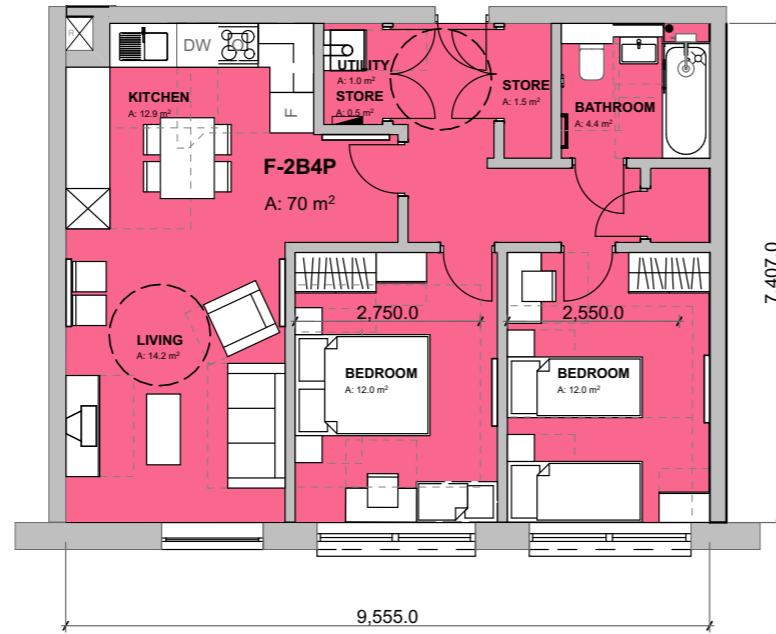 R
DW
UTILITY
A: 1.0 m²
STORE
A: 0.5 m²
STORE
A: 1.5 m²
KITCHEN
A: 12.9 m²
BATHROOM
A: 4.4 m²
F
F-2B4P
A: 70 m²
7,407.0
2,750.0
2,550.0
LIVING
A: 14.2 m²
BEDROOM
A: 12.0 m²
BEDROOM
A: 12.0 m²
9,555.0